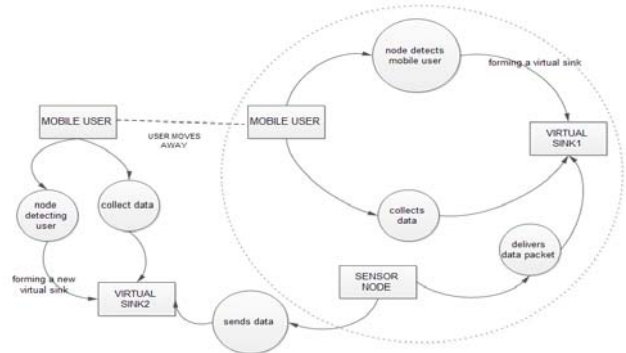 node detects
mobile user
forming a virtual sink
MOBILE USER
MOBILE USER
USER MOVES
AWAY
VIRTUAL
SINK1
node
detecting
user
collect data
collects
data
delivers
data packet
forming a new
virtual sink
VIRTUAL
SINK2
SENSOR
NODE
sends data